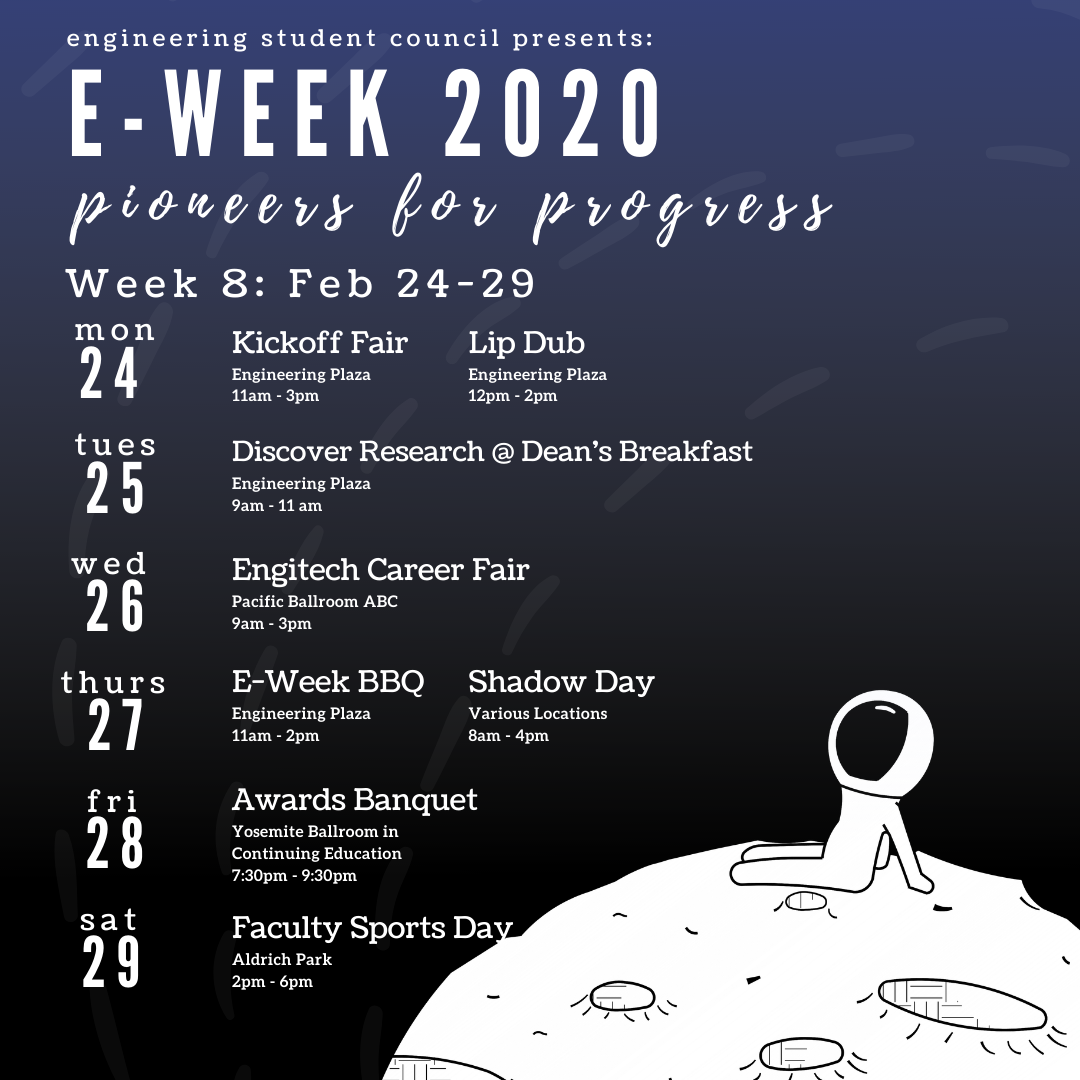 engineering student council presents:
E-WEEK 2020
pioneers for progress
Week 8: Feb 24-29
mon
24
Kickoff Fair
Engineering Plaza
11am - 3pm
Lip Dub
Engineering Plaza
12pm - 2pm
tues
25
Discover Research @ Dean's Breakfast
Engineering Plaza
9am - 11 am
wed
26
Engitech Career Fair
Pacific Ballroom ABC
9am - 3pm
thurs
27
E-Week BBQ
Engineering Plaza
11am - 2pm
Shadow Day
Various Locations
8am - 4pm
fri
28
Awards Banquet
Yosemite Ballroom in
Continuing Education
7:30pm - 9:30pm
sat
29
Faculty Sports Day
Aldrich Park
2pm - 6pm